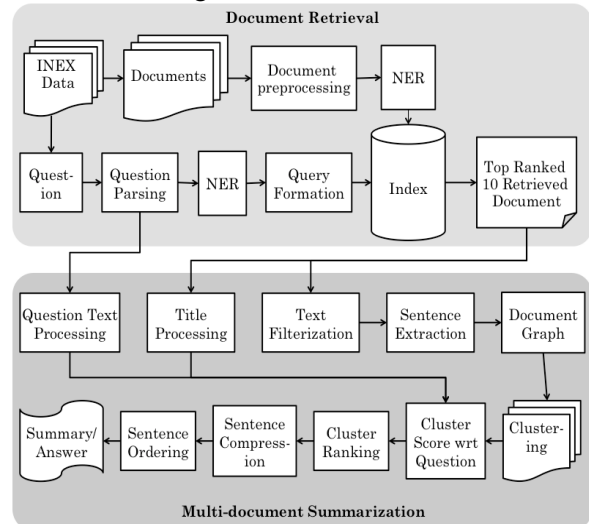 Document Retrieval
INEX
Data
Documents
Document
preprocessing
NER
Quest-
ion
Question
Parsing
NER
Query
Formation
Index
Top Ranked
10 Retrieved
Document
Question Text
Processing
Title
Processing
Text
Filterization
Sentence
Extraction
Document
Graph
Summary/
Answer
Sentence
Ordering
Sentence
Compress-
ion
Cluster
Ranking
Cluster
Score wrt
Question
Cluster-
ing
Multi-document Summarization